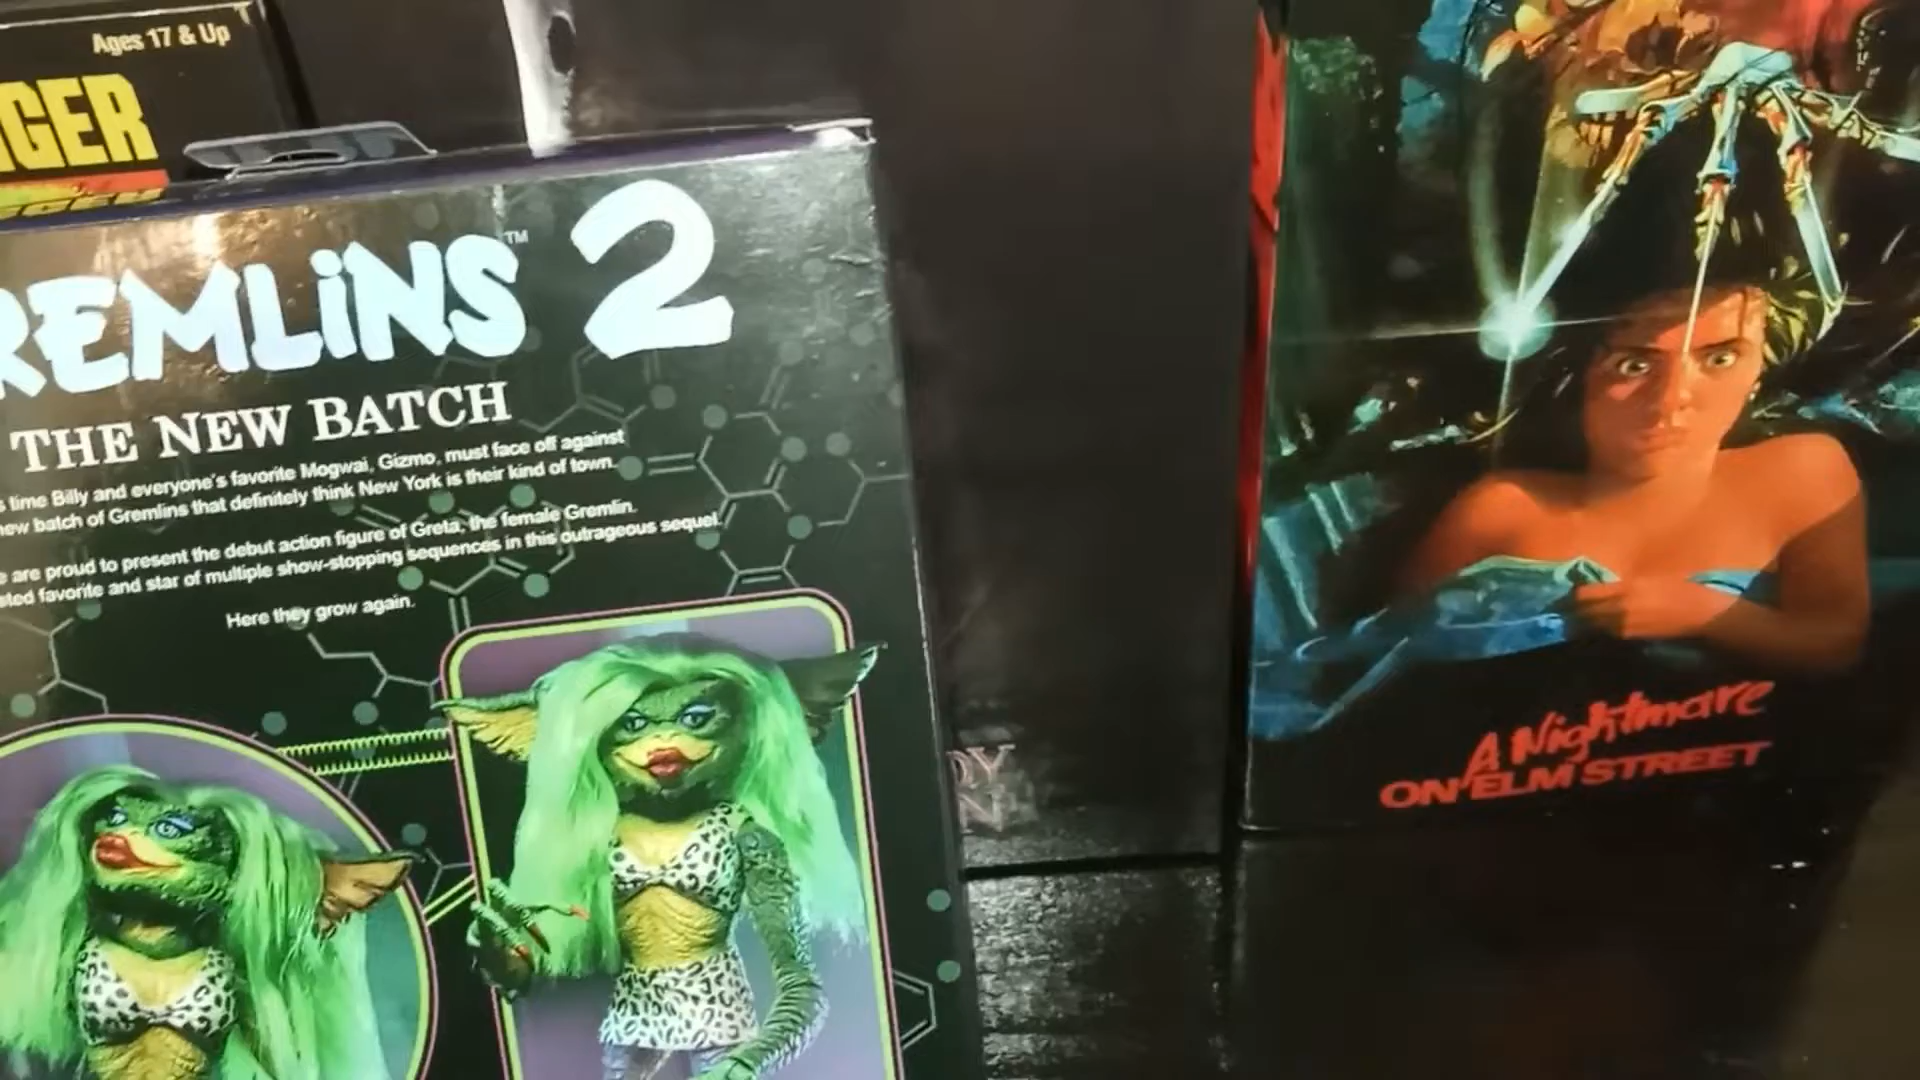 Ages 17 & Up
GER
REMLiNS™ 2
THE NEW BATCH
s time Billy and everyone's favorite Mogwai, Gizmo, must face off against
new batch of Gremlins that definitely think New York is their kind of town.
e are proud to present the debut action figure of Greta, the female Gremlin.
sted favorite and star of multiple show-stopping sequences in this outrageous sequel.
Here they grow again.
DY
N
A Nightmare
ON ELM STREET